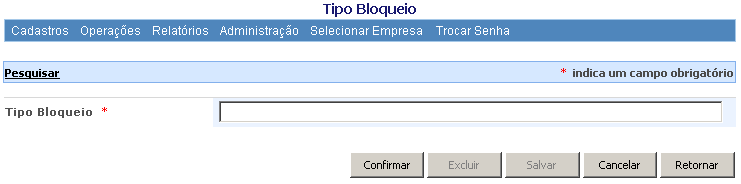 Tipo Bloqueio
Cadastros Operações Relatórios Administração Selecionar Empresa Trocar Senha
Pesquisar * indica um campo obrigatório
Tipo Bloqueio *
Confirmar Excluir Salvar Cancelar Retornar